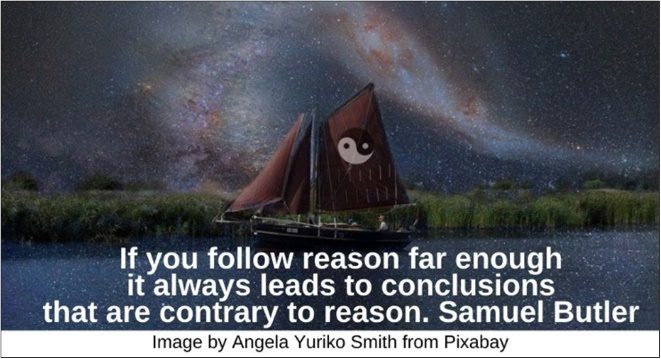 If you follow reason far enough
it always leads to conclusions
that are contrary to reason. Samuel Butler
Image by Angela Yuriko Smith from Pixabay